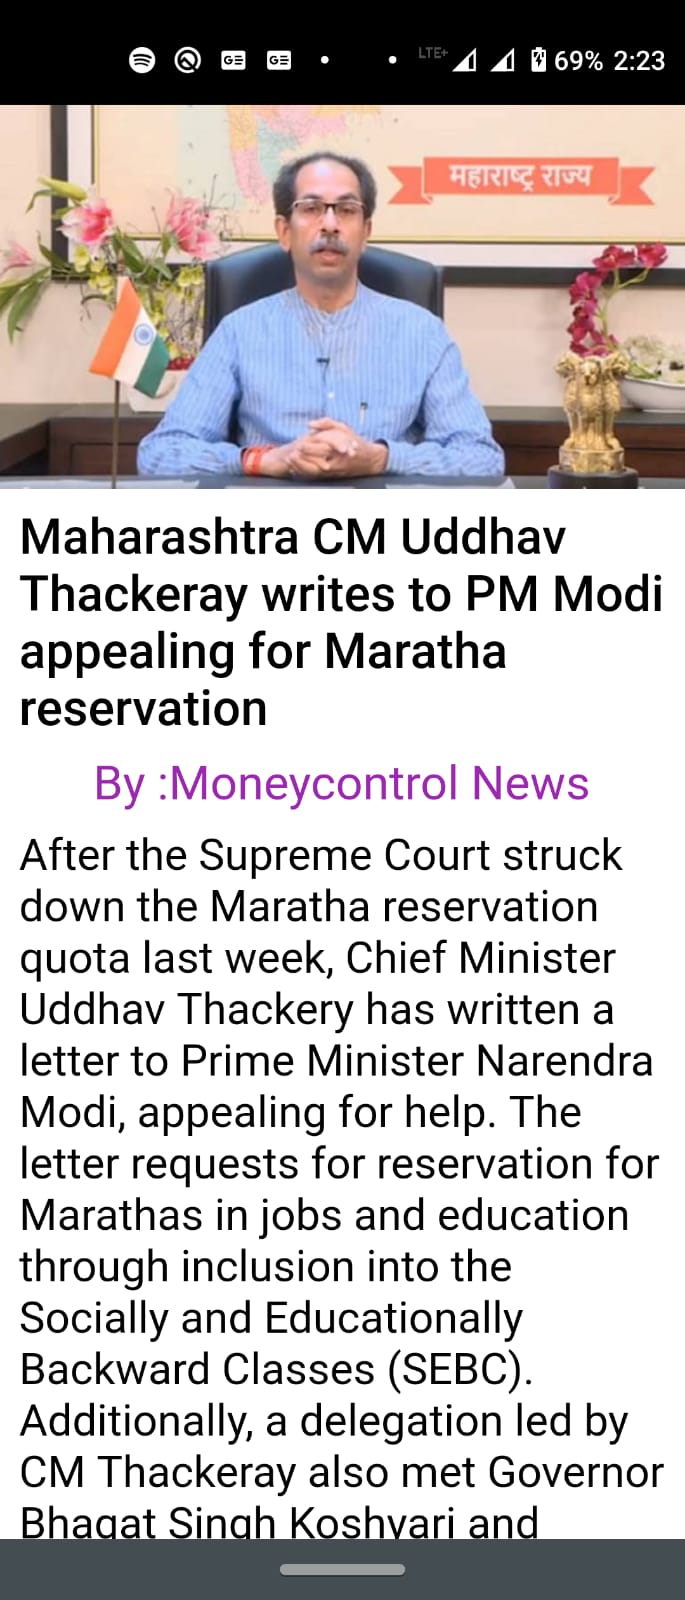 GE GE LTE+ 69% 2:23
महाराष्ट्र राज्य
Maharashtra CM Uddhav
Thackeray writes to PM Modi
appealing for Maratha
reservation
By :Moneycontrol News
After the Supreme Court struck
down the Maratha reservation
quota last week, Chief Minister
Uddhav Thackery has written a
letter to Prime Minister Narendra
Modi, appealing for help. The
letter requests for reservation for
Marathas in jobs and education
through inclusion into the
Socially and Educationally
Backward Classes (SEBC).
Additionally, a delegation led by
CM Thackeray also met Governor
Bhagat Singh Koshyari and